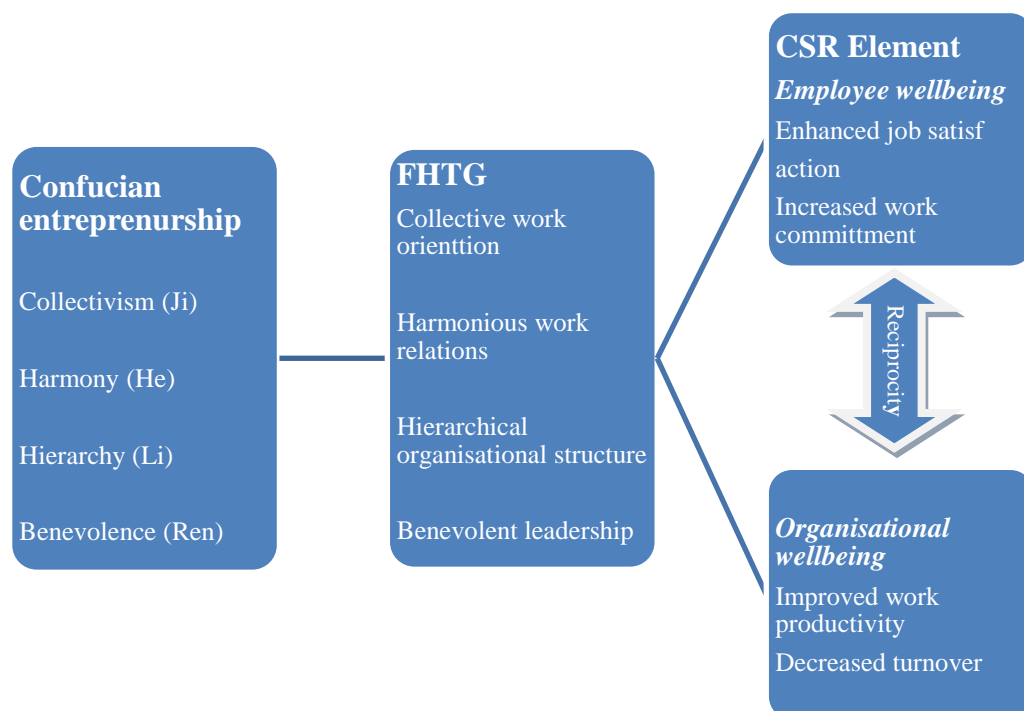 Confucian
entreprenurship
Collectivism (Ji)
Harmony (He)
Hierarchy (Li)
Benevolence (Ren)
FHTG
Collective work
orienttion
Harmonious work
relations
Hierarchical
organisational structure
Benevolent leadership
CSR Element
Employee wellbeing
Enhanced job satisf
action
Increased work
committment
Reciprocity
Organisational
wellbeing
Improved work
productivity
Decreased turnover